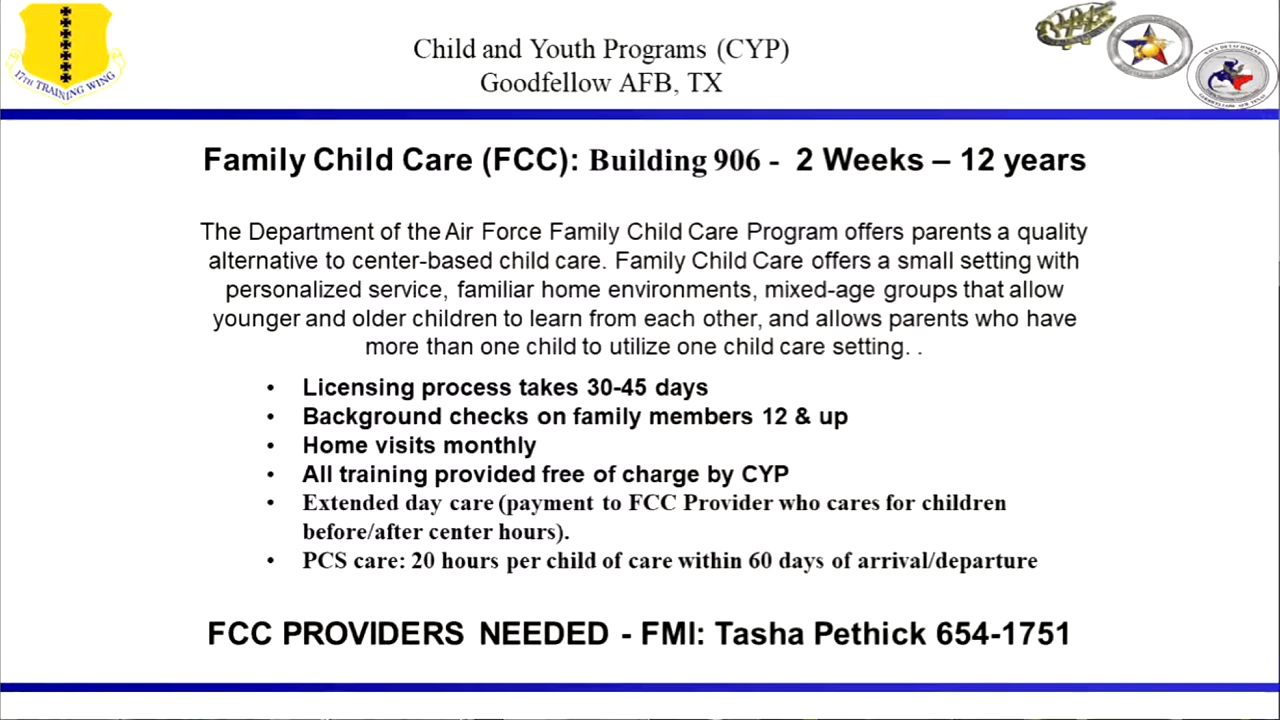 Child and Youth Programs (CYP)
Goodfellow AFB, TX
17TH TRAINING WING
Family Child Care (FCC): Building 906 - 2 Weeks – 12 years
The Department of the Air Force Family Child Care Program offers parents a quality
alternative to center-based child care. Family Child Care offers a small setting with
personalized service, familiar home environments, mixed-age groups that allow
younger and older children to learn from each other, and allows parents who have
more than one child to utilize one child care setting. .
• Licensing process takes 30-45 days
• Background checks on family members 12 & up
• Home visits monthly
• All training provided free of charge by CYP
• Extended day care (payment to FCC Provider who cares for children
before/after center hours).
• PCS care: 20 hours per child of care within 60 days of arrival/departure
FCC PROVIDERS NEEDED - FMI: Tasha Pethick 654-1751